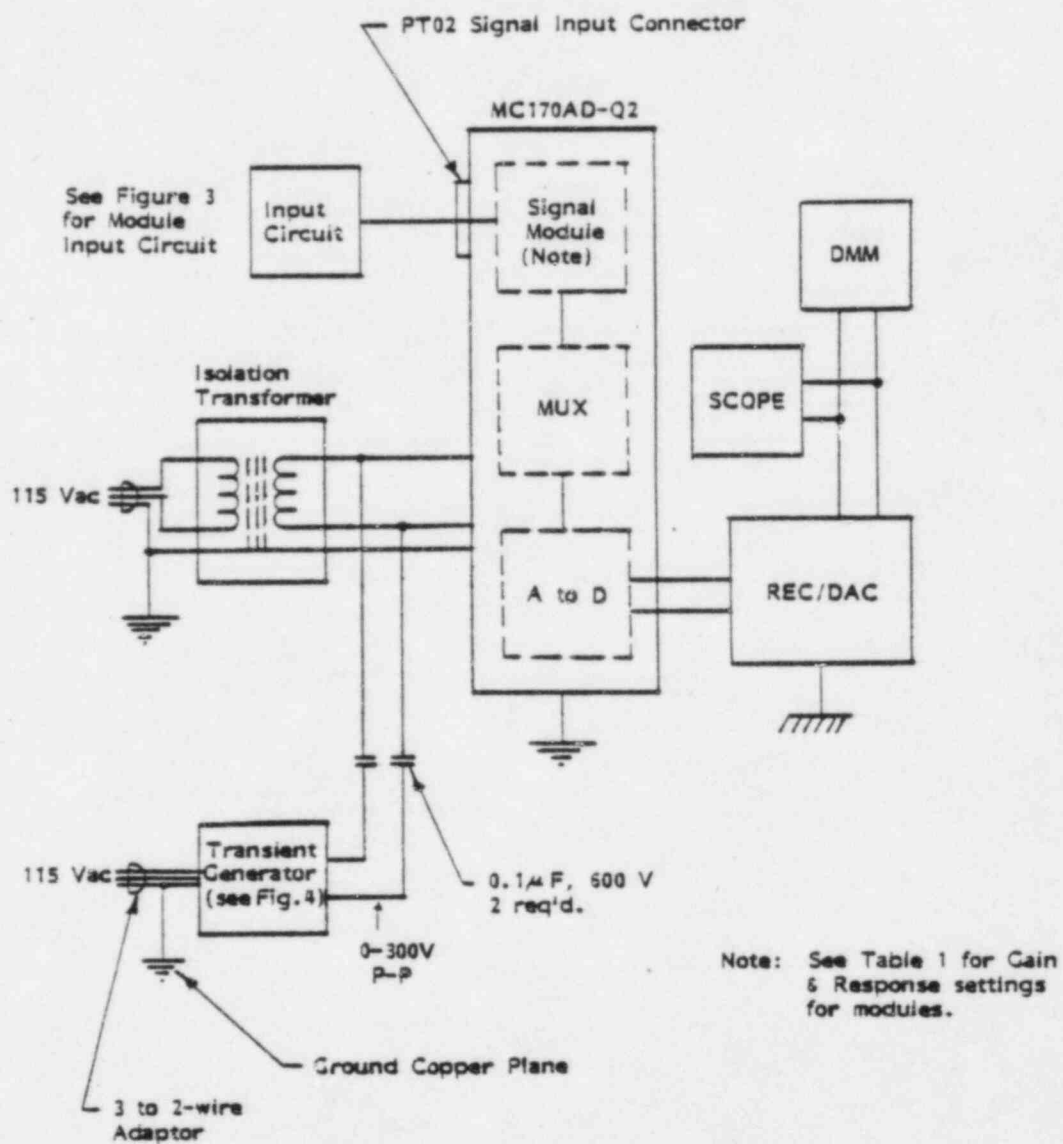 PT02 Signal Input Connector
MC170AD-Q2
See Figure 3
for Module
Input Circuit
Input
Circuit
Signal
Module
(Note)
DMM
Isolation
Transformer
MUX
SCOPE
115 Vac
A to D
REC/DAC
115 Vac
Transient
Generator
(see Fig. 4)
0.1μF, 600 V
2 req'd.
0-300V
P-P
Note: See Table 1 for Gain
& Response settings
for modules.
Ground Copper Plane
3 to 2-wire
Adaptor